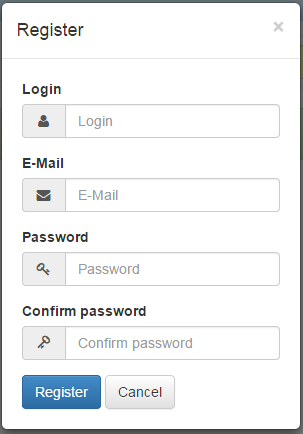 Register ×
Login
Login
E-Mail
E-Mail
Password
Password
Confirm password
Confirm password
Register Cancel